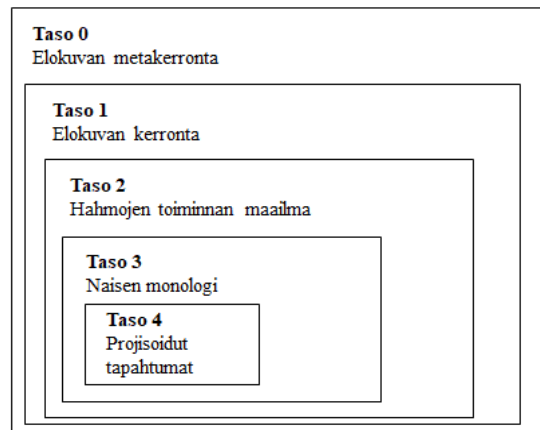 Taso 0
Elokuvan metakerronta
Taso 1
Elokuvan kerronta
Taso 2
Hahmojen toiminnan maailma
Taso 3
Naisen monologi
Taso 4
Projisoidut
tapahtumat